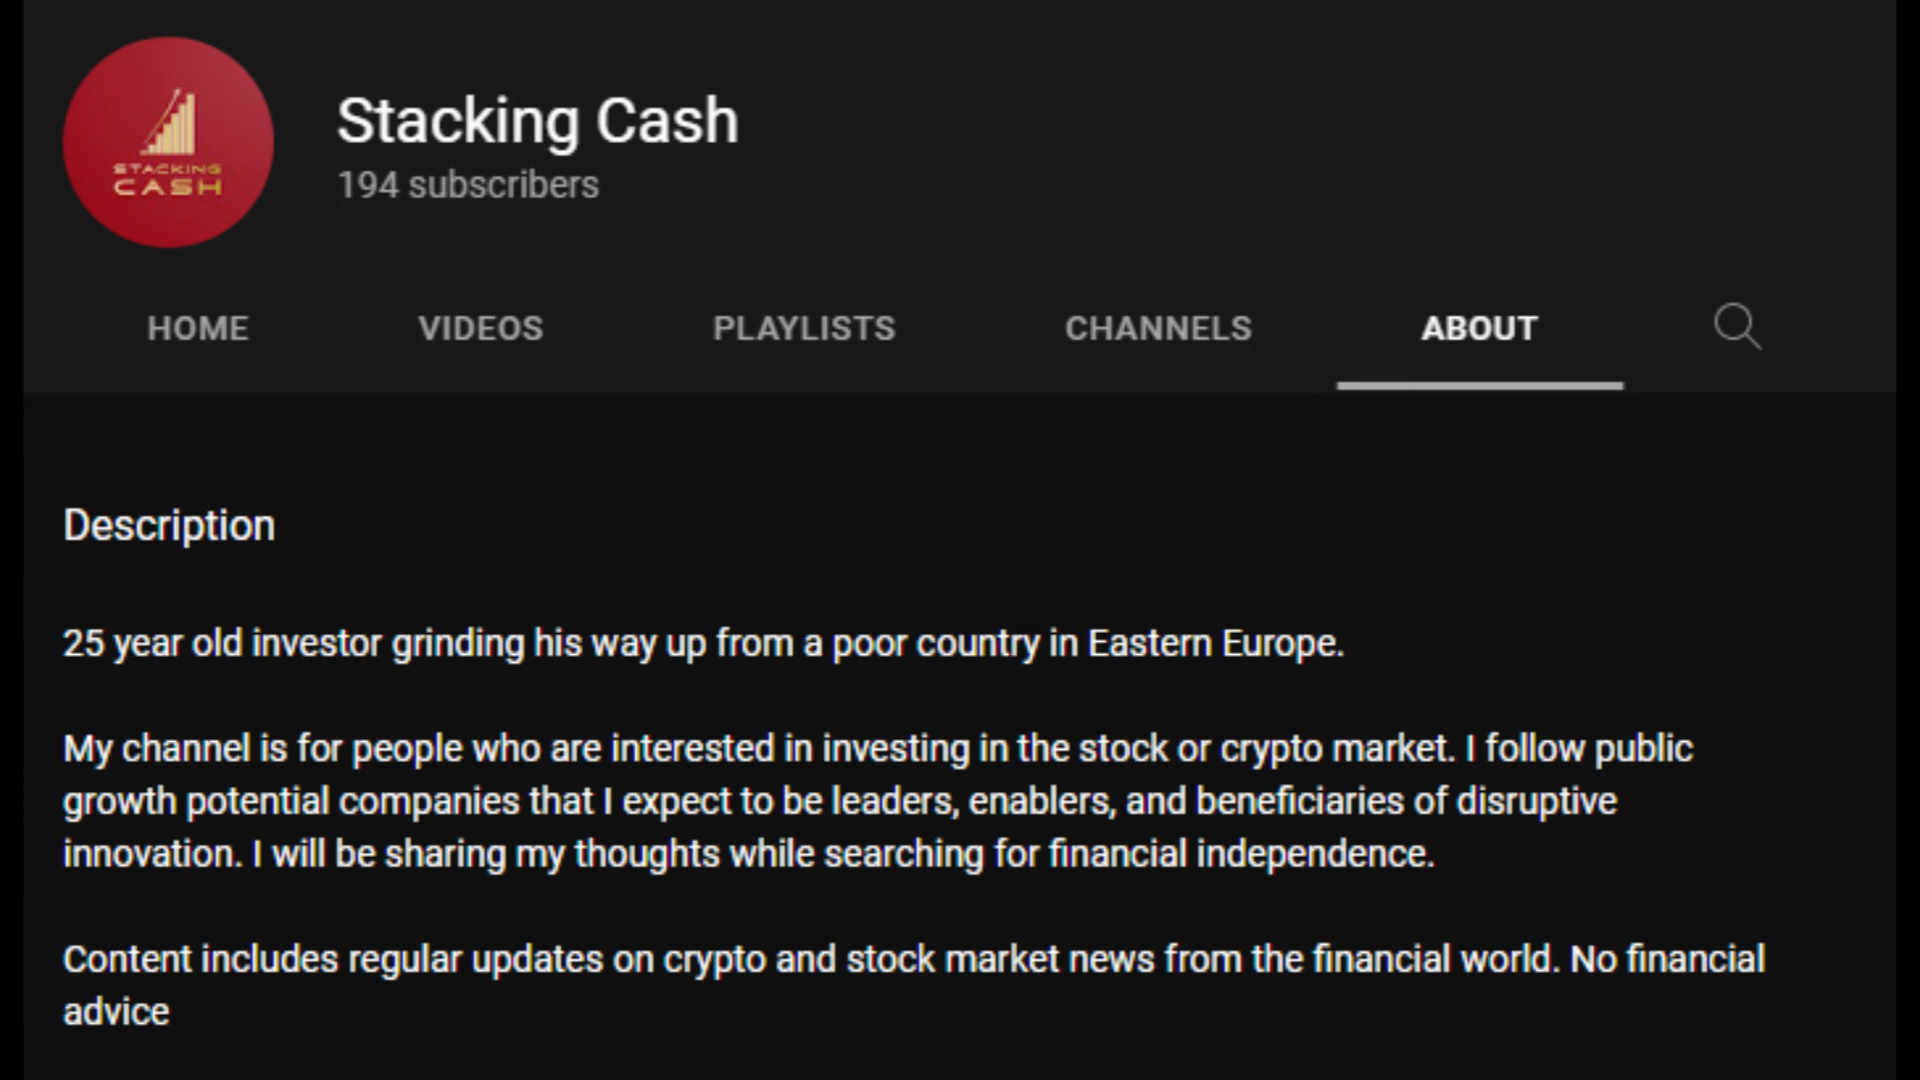 STACKING
CASH
Stacking Cash
194 subscribers
HOME VIDEOS PLAYLISTS CHANNELS ABOUT
Description
25 year old investor grinding his way up from a poor country in Eastern Europe.
My channel is for people who are interested in investing in the stock or crypto market. I follow public
growth potential companies that I expect to be leaders, enablers, and beneficiaries of disruptive
innovation. I will be sharing my thoughts while searching for financial independence.
Content includes regular updates on crypto and stock market news from the financial world. No financial
advice